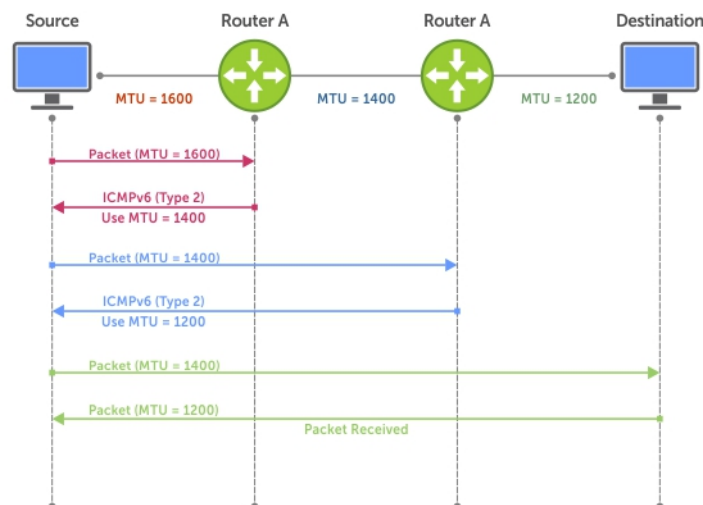 Source
Router A
Router A
Destination
MTU = 1600
MTU = 1400
MTU = 1200
Packet (MTU = 1600)
ICMPv6 (Type 2)
Use MTU = 1400
Packet (MTU = 1400)
ICMPv6 (Type 2)
Use MTU = 1200
Packet (MTU = 1400)
Packet (MTU = 1200)
Packet Received